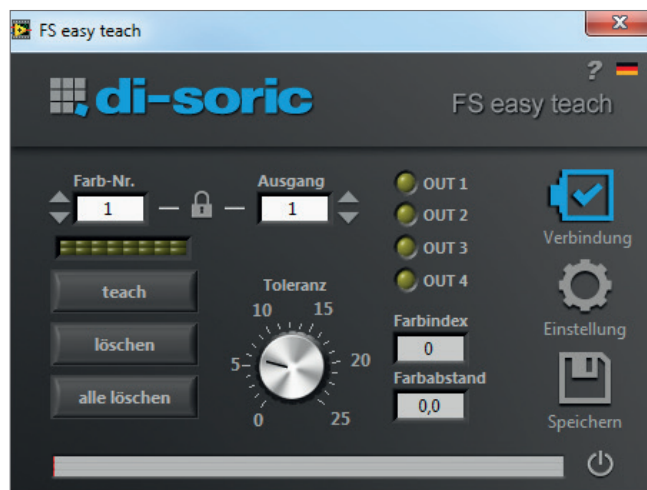 FS easy teach
x
?
di-soric
FS easy teach
Farb-Nr.
Ausgang
1
1
OUT 1
OUT 2
OUT 3
OUT 4
Verbindung
teach
löschen
alle löschen
Toleranz
0
5
10
15
20
25
Farbindex
0
Farbabstand
0,0
Einstellung
Speichern